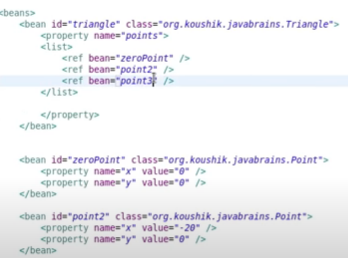 <beans>
<bean id="triangle" class="org.koushik.javabrains.Triangle">
<property name="points">
<list>
<ref bean="zeroPoint" />
<ref bean="point2" />
<ref bean="point3" />
</list>
</property>
</bean>
<bean id="zeroPoint" class="org.koushik.javabrains.Point">
<property name="x" value="0" />
<property name="y" value="0" />
</bean>
<bean id="point2" class="org.koushik.javabrains.Point">
<property name="x" value="-20" />
<property name="y" value="0" />
</bean>